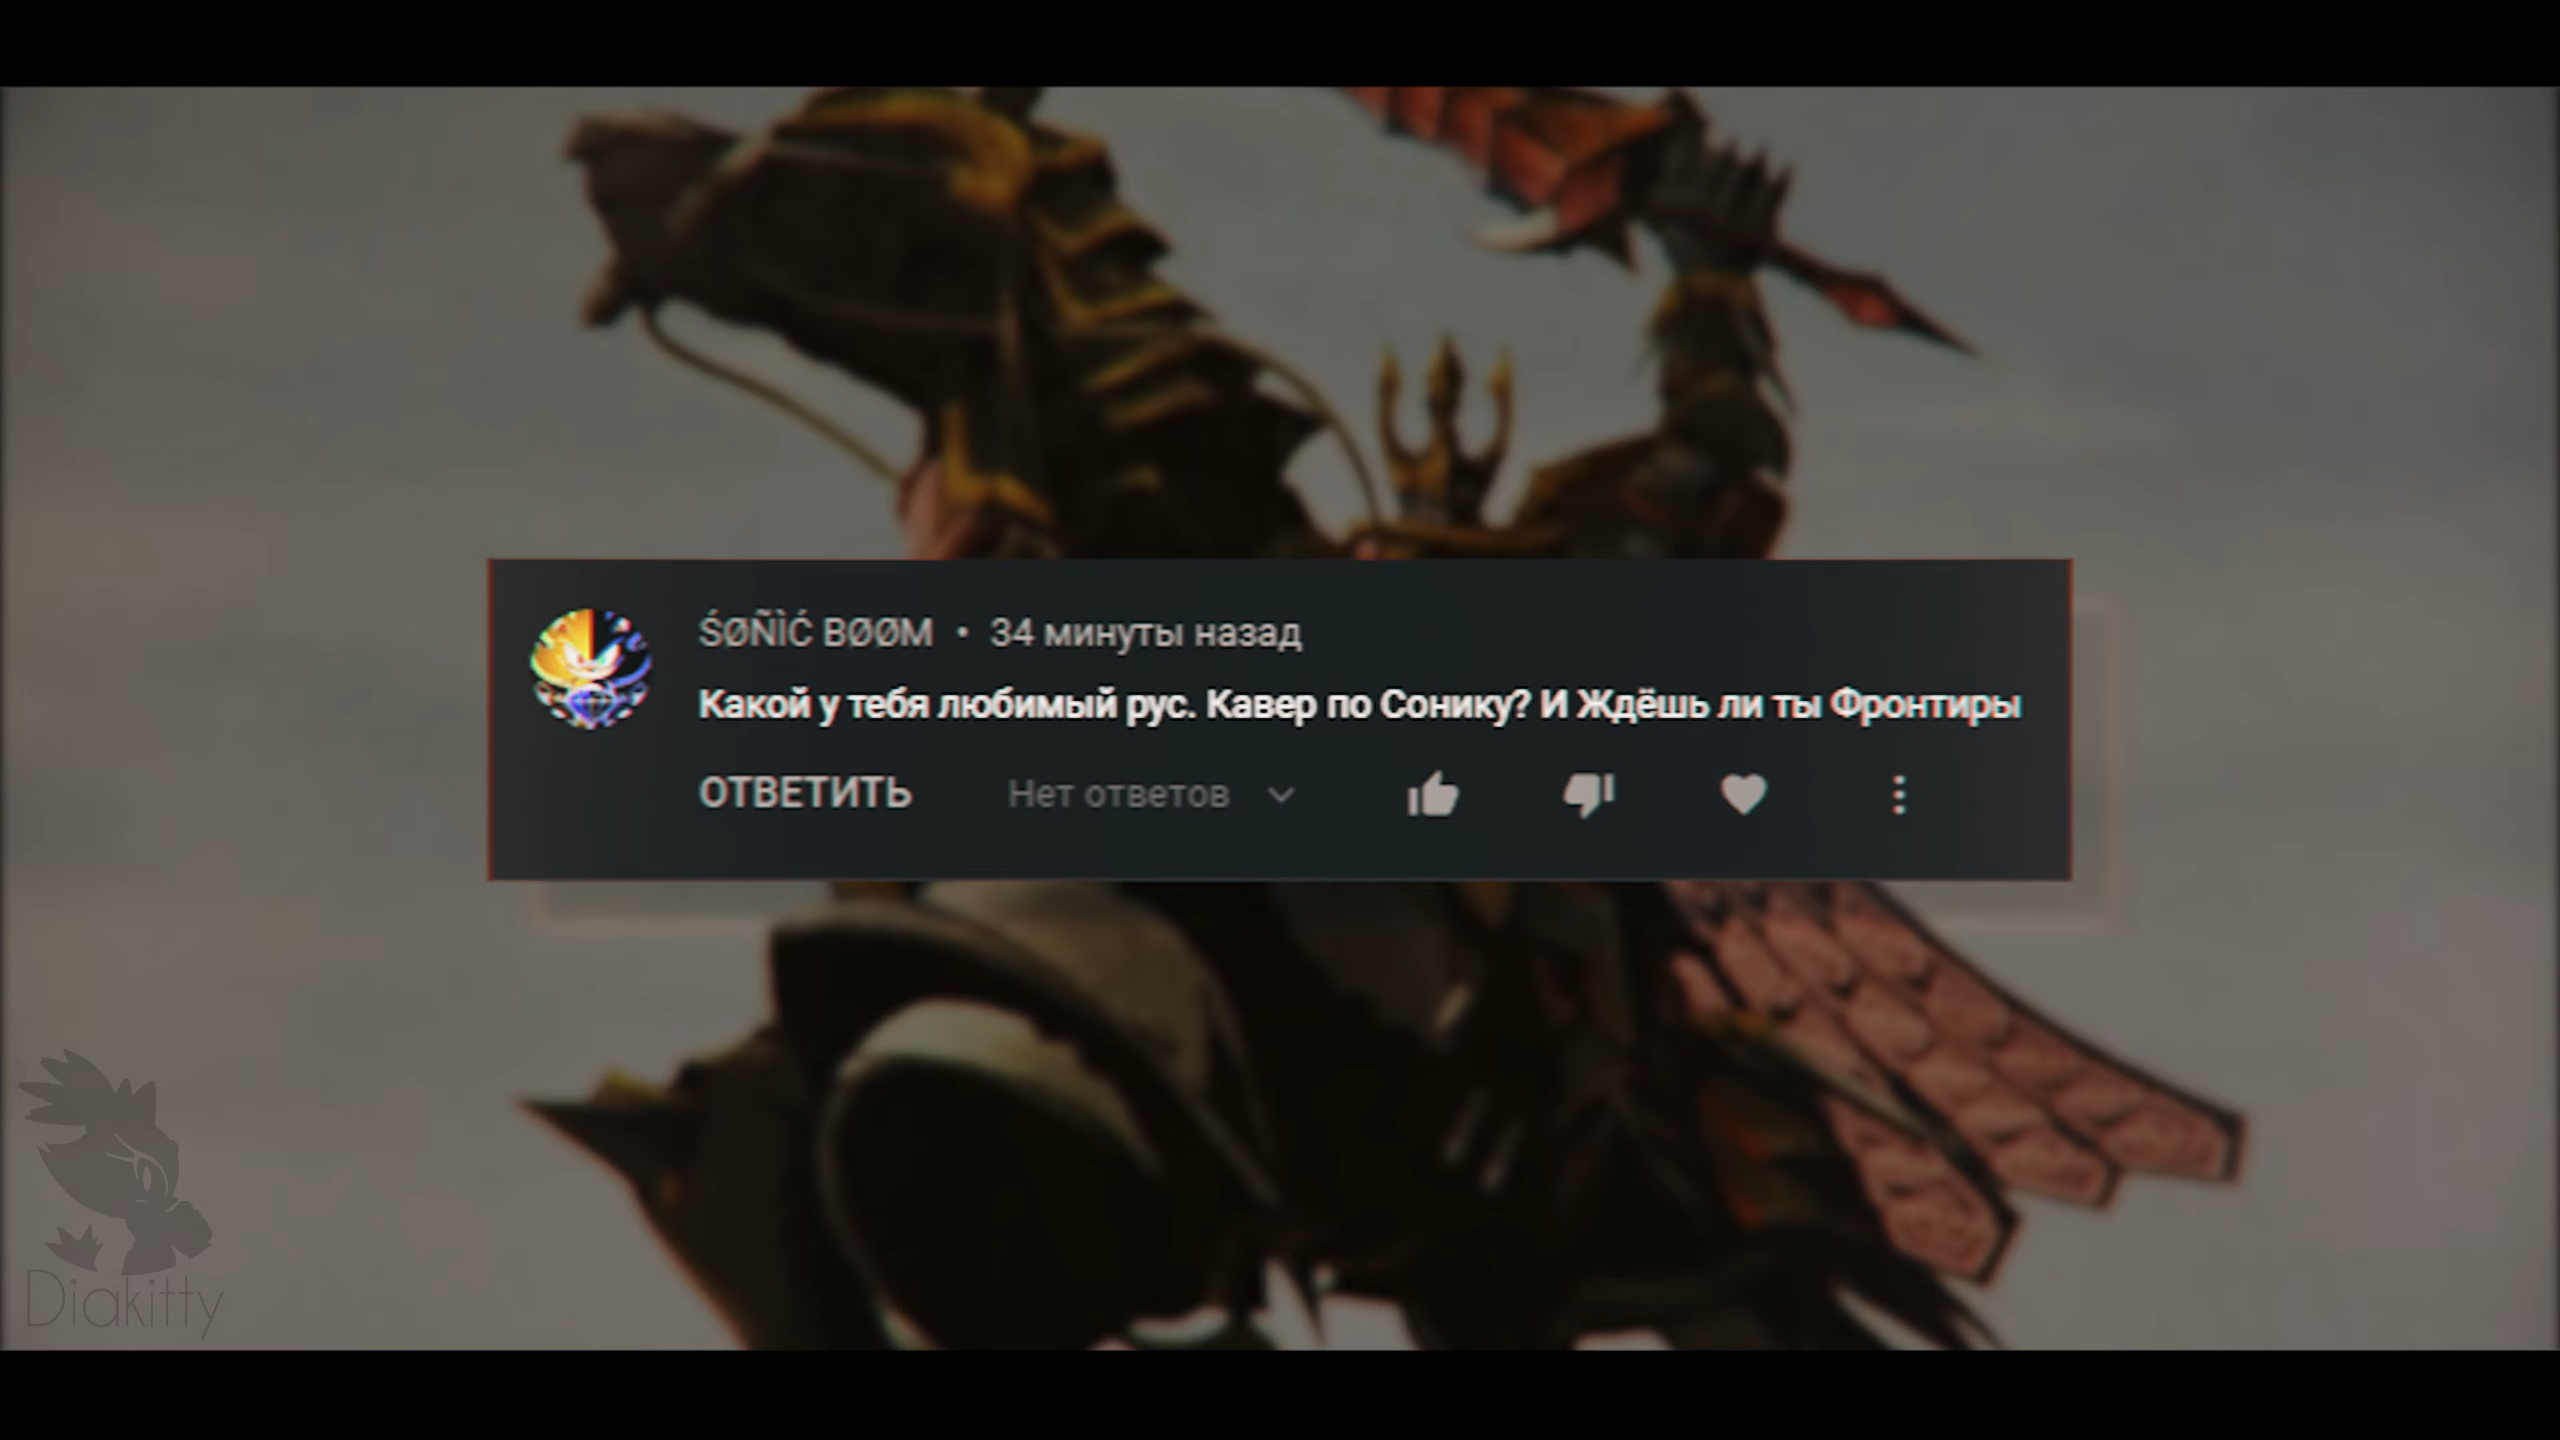 ŚØÑÌĆ BØØM • 34 минуты назад
Какой у тебя любимый рус. Кавер по Сонику? И Ждёшь ли ты Фронтиры
ОТВЕТИТЬ Нет ответов
Diakitty